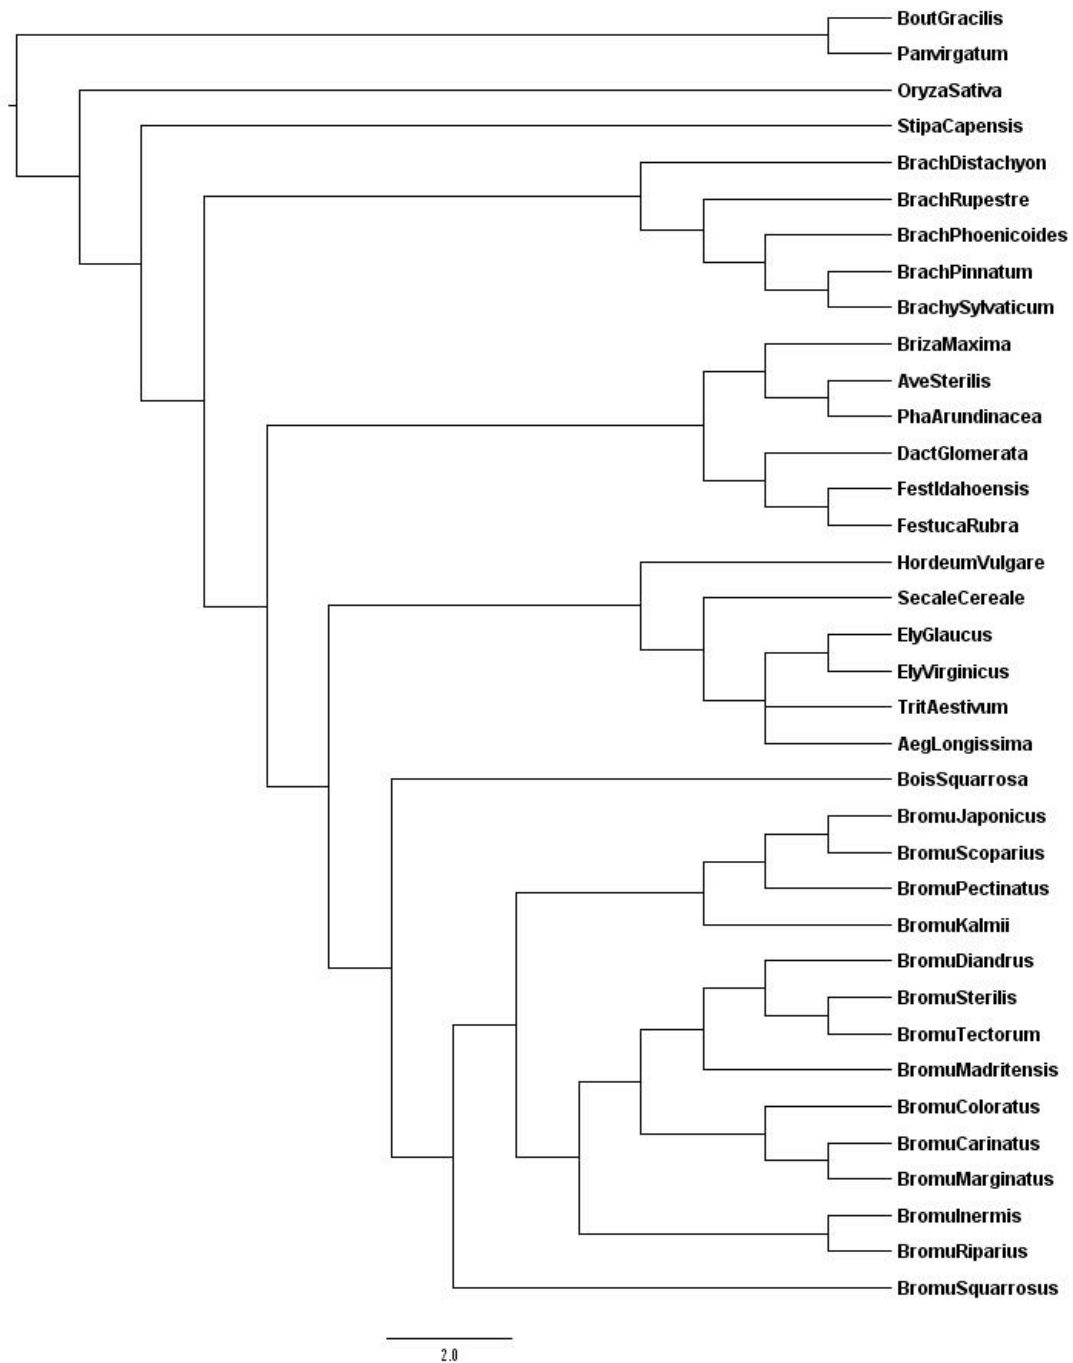 BoutGracilis
Panvirgatum
OryzaSativa
StipaCapensis
BrachDistachyon
BrachRupestre
BrachPhoenicoides
BrachPinnatum
BrachySylvaticum
BrizaMaxima
AveSterilis
PhaArundinacea
DactGlomerata
FestIdahoensis
FestucaRubra
HordeumVulgare
SecaleCereale
ElyGlaucus
ElyVirginicus
TritAestivum
AegLongissima
BoisSquarrosa
BromuJaponicus
BromuScoparius
BromuPectinatus
BromuKalmii
BromuDiandrus
BromuSterilis
BromuTectorum
BromuMadritensis
BromuColoratus
BromuCarinatus
BromuMarginatus
BromuInermis
BromuRiparius
BromuSquarrosus
2.0